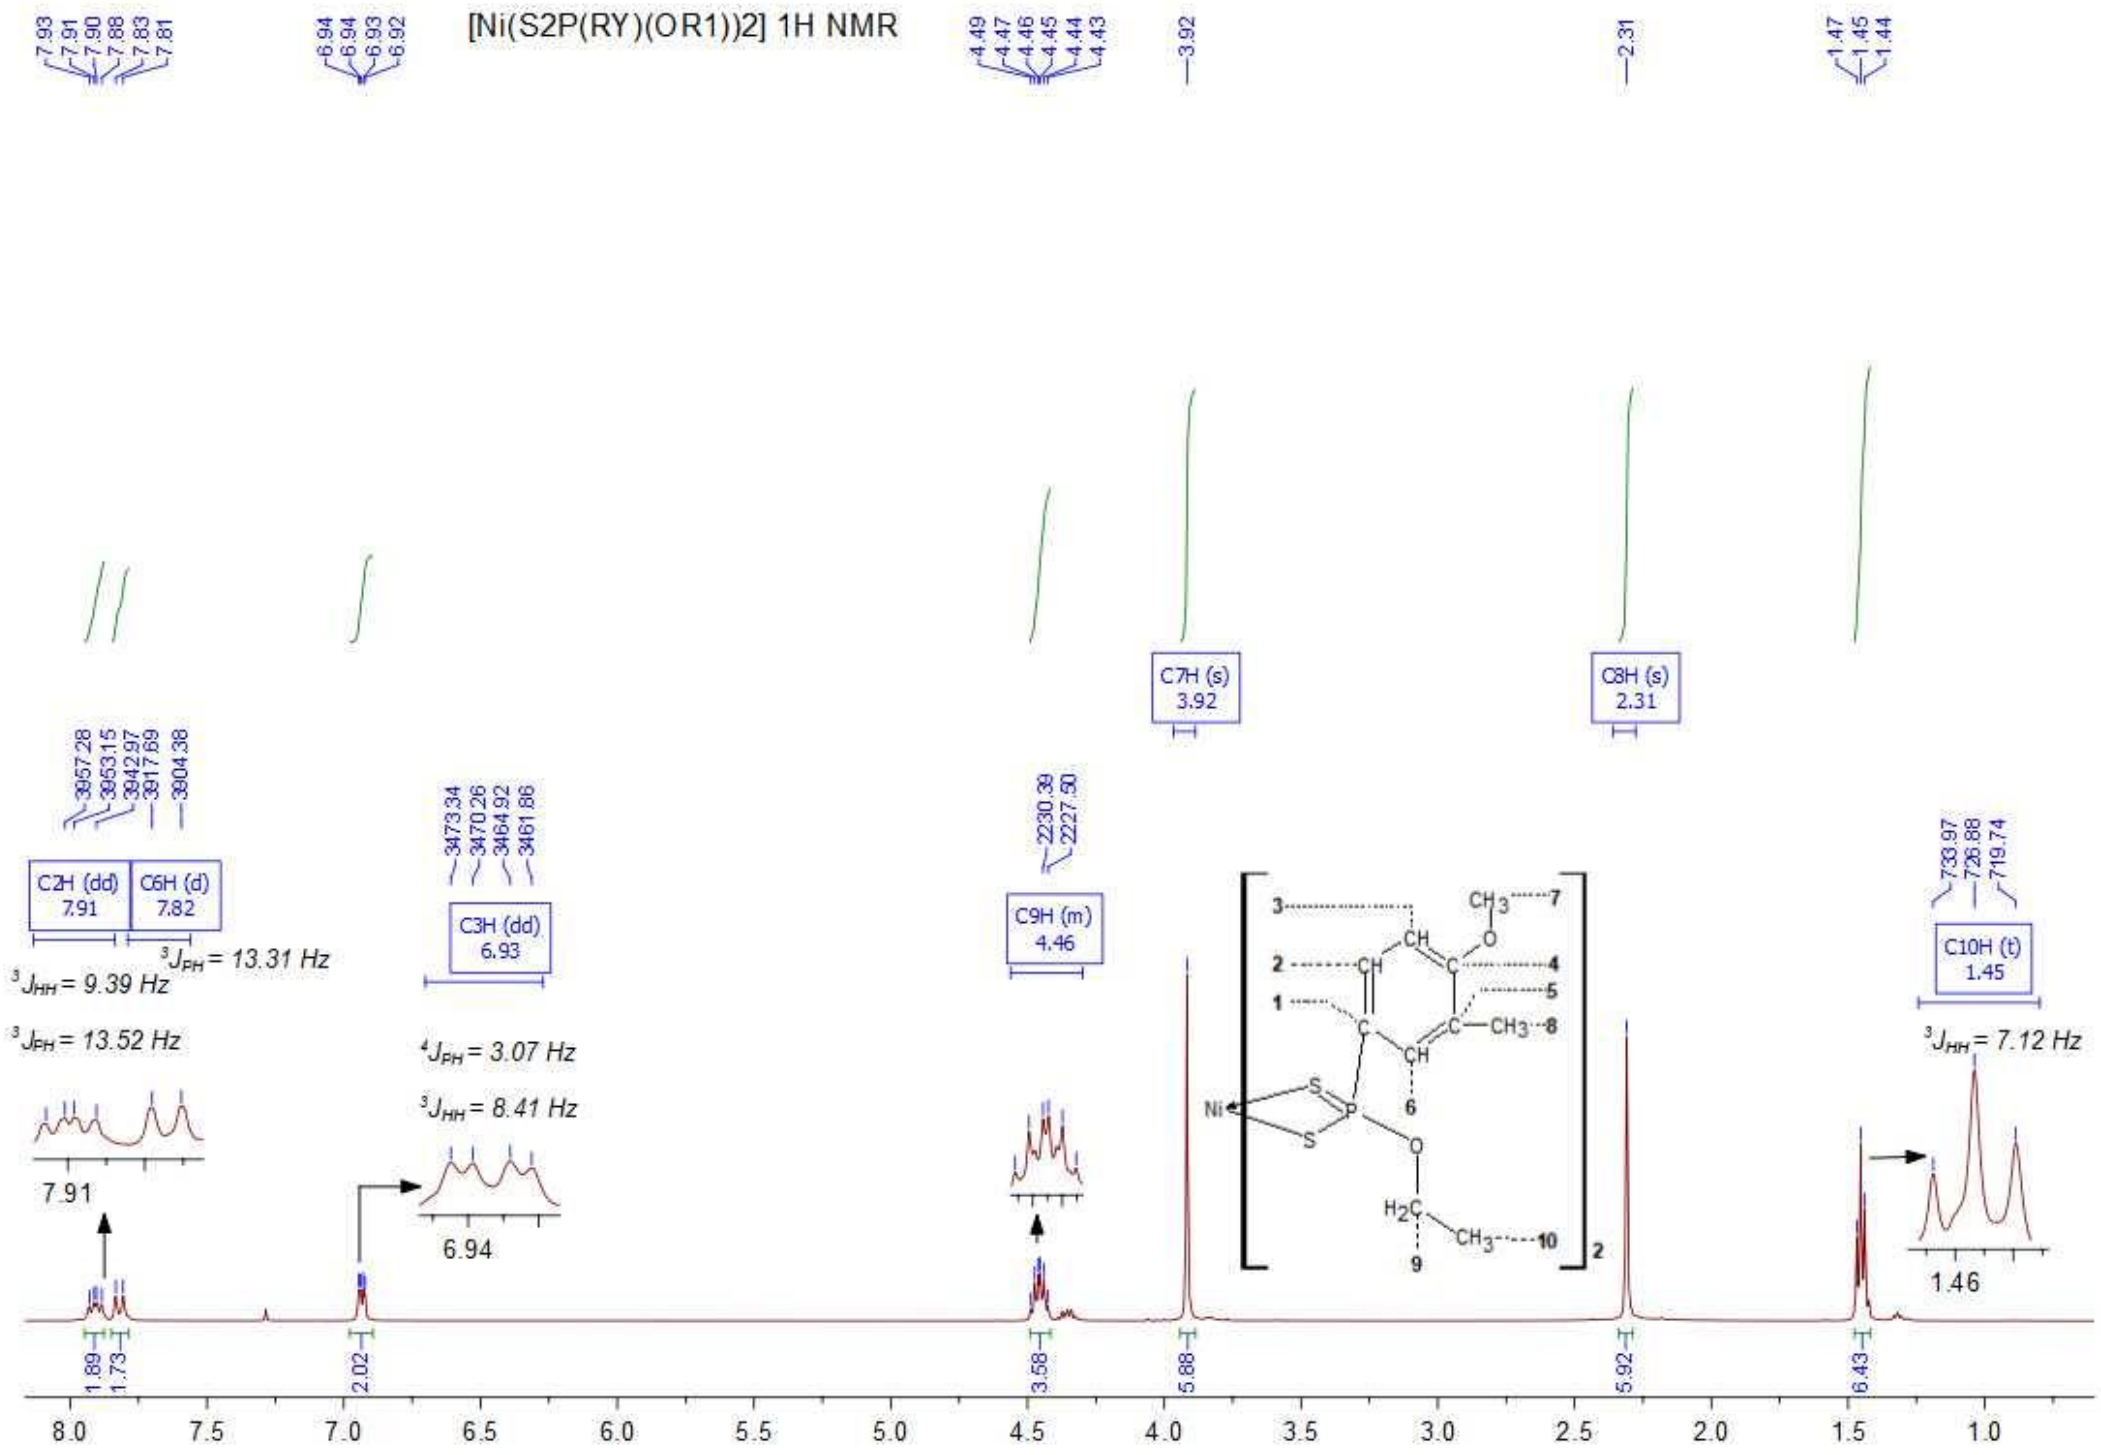 [Ni(S2P(RY)(OR1))2] 1H NMR
7.93
7.91
7.90
7.88
7.83
7.81
6.94
6.94
6.93
6.92
4.49
4.47
4.46
4.45
4.44
4.43
3.92
2.31
1.47
1.45
1.44
C7H (s)
3.92
C8H (s)
2.31
3957.28
3953.15
3942.97
3917.69
3904.38
3473.34
3470.26
3464.92
3461.86
2230.39
2227.50
733.97
726.88
719.74
C2H (dd)
7.91
C6H (d)
7.82
C3H (dd)
6.93
C9H (m)
4.46
C10H (t)
1.45
3JPH = 13.31 Hz
3JHH = 9.39 Hz
3JPH = 13.52 Hz
4JPH = 3.07 Hz
3JHH = 8.41 Hz
3JHH = 7.12 Hz
7.91
6.94
1.46
3
CH3
7
CH
O
2
CH
C
4
1
5
C
C
CH3
8
CH
S
Ni
P
6
S
O
H2C
CH3
10
9
2
1.89
1.73
2.02
3.58
5.88
5.92
6.43
8.0 7.5 7.0 6.5 6.0 5.5 5.0 4.5 4.0 3.5 3.0 2.5 2.0 1.5 1.0